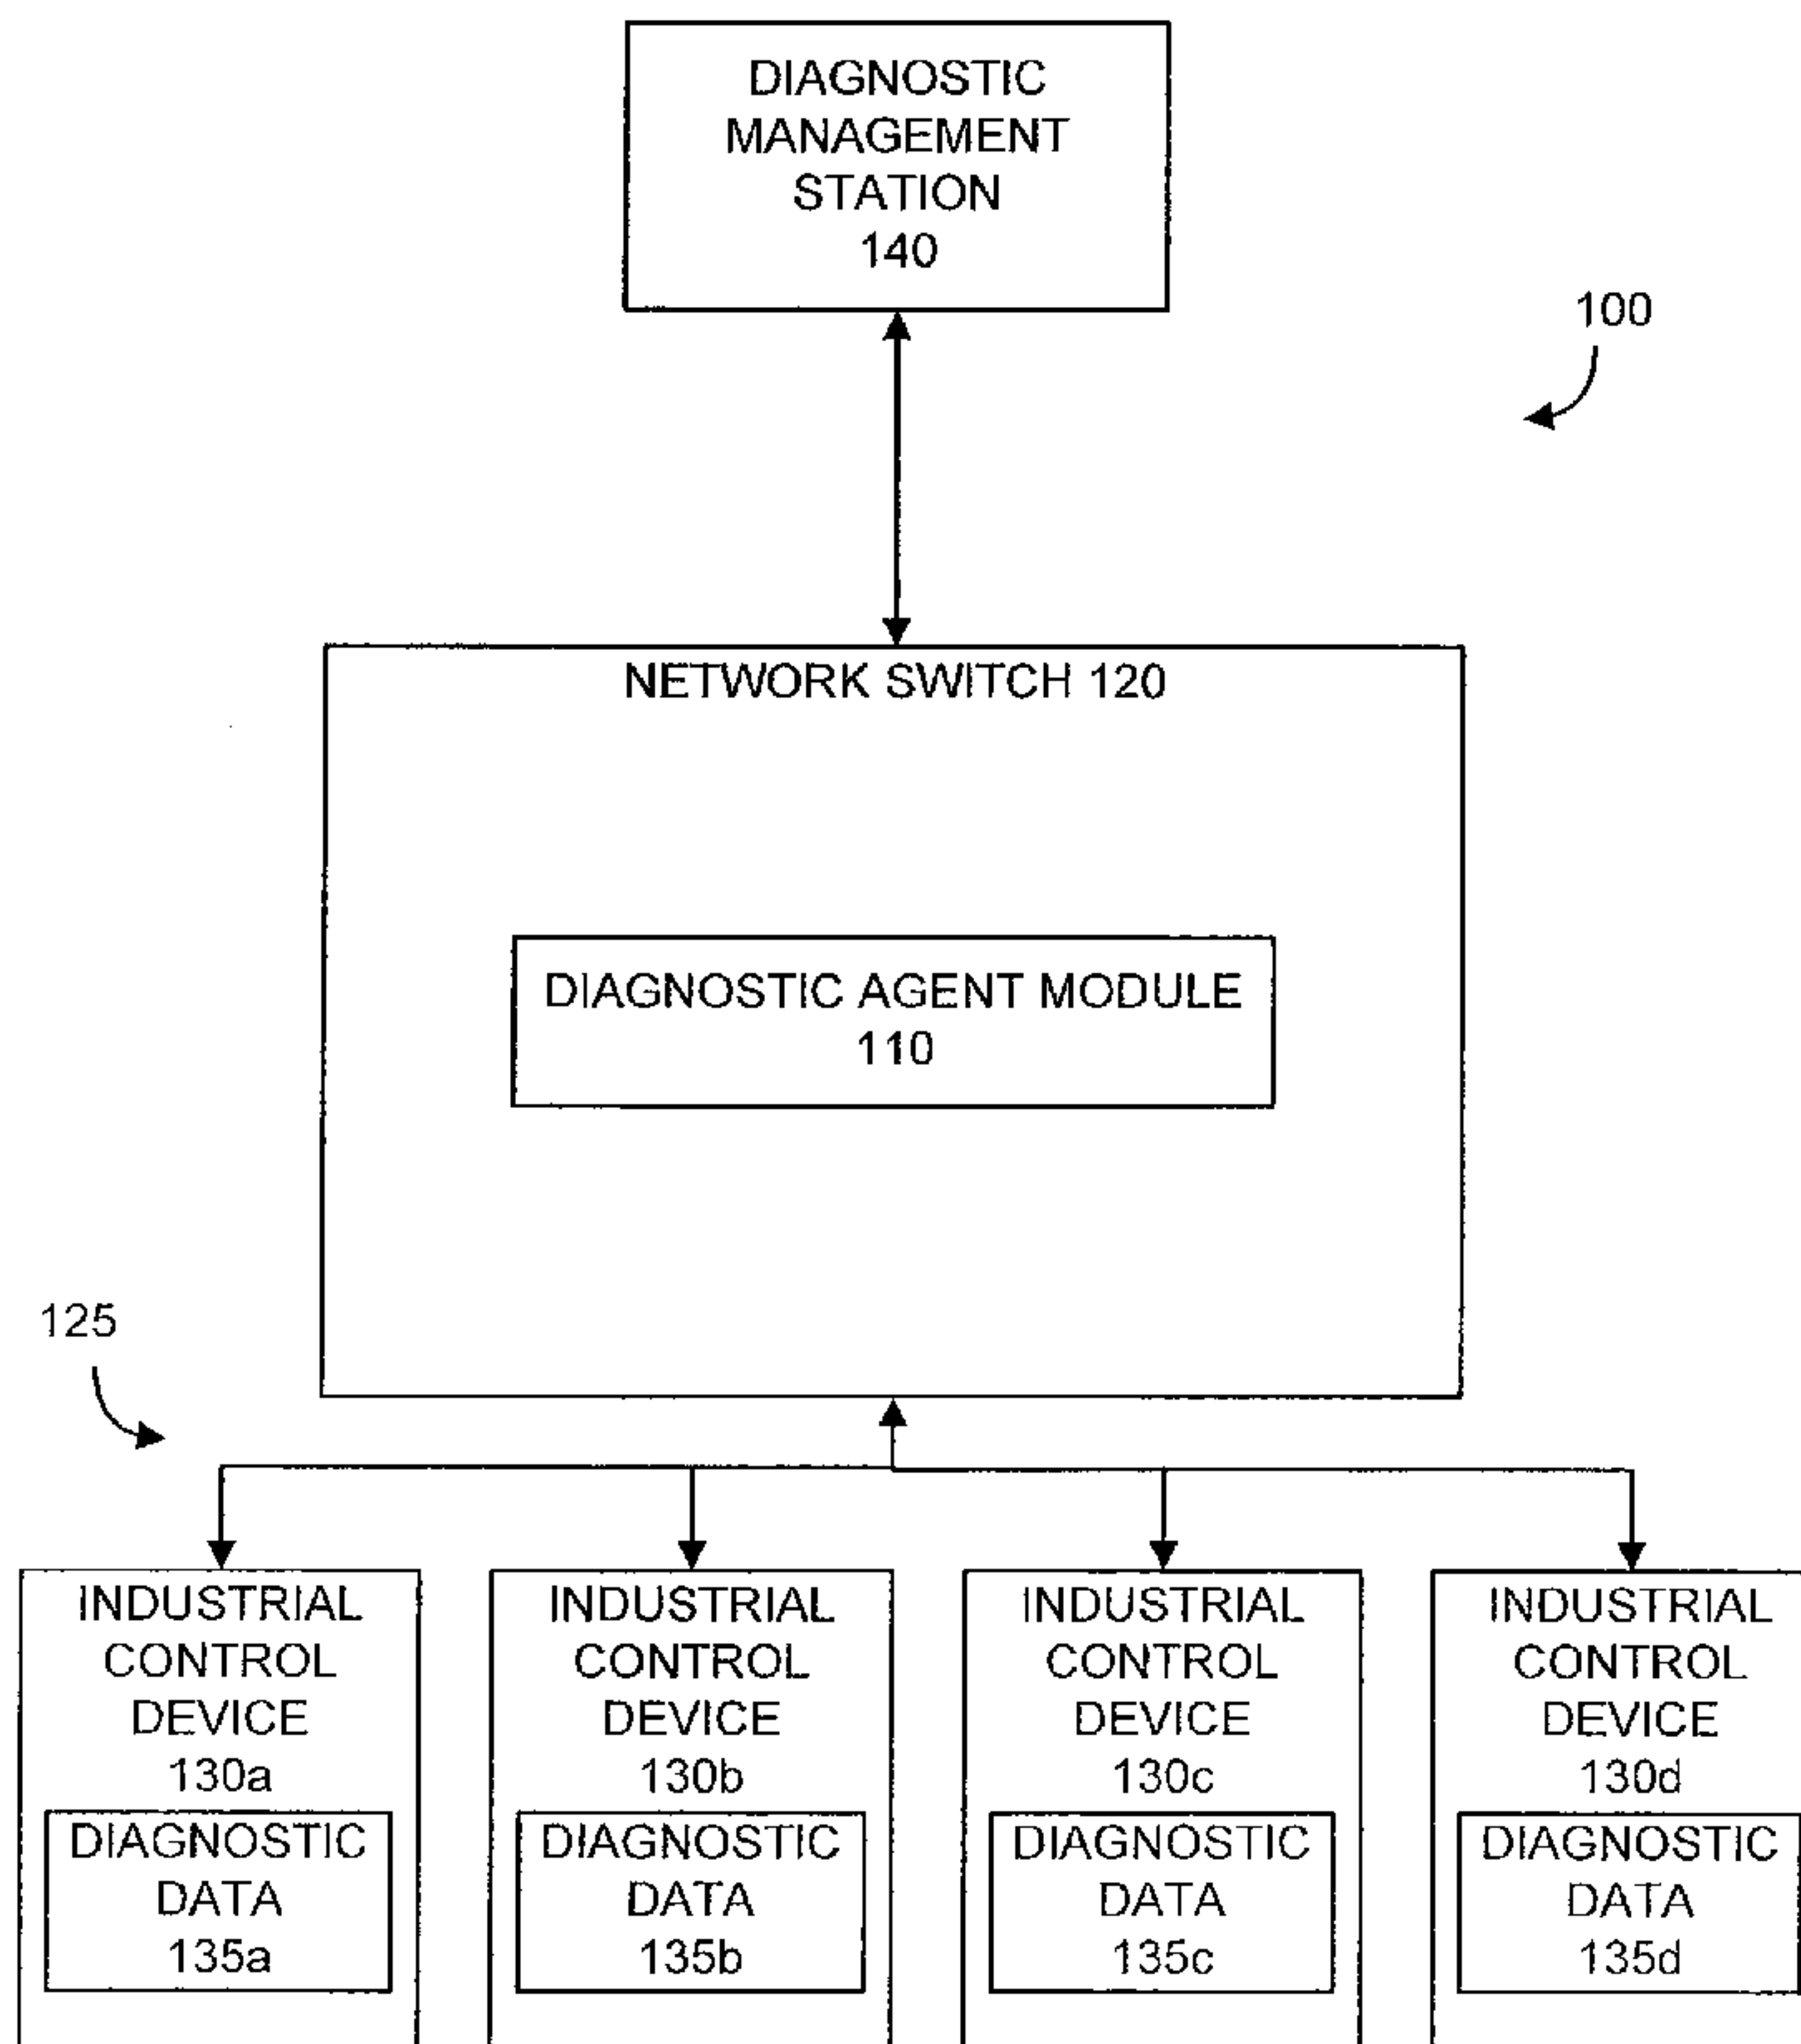 DIAGNOSTIC
MANAGEMENT
STATION
140
100
NETWORK SWITCH 120
DIAGNOSTIC AGENT MODULE
110
125
INDUSTRIAL
CONTROL
DEVICE
130a
DIAGNOSTIC
DATA
135a
INDUSTRIAL
CONTROL
DEVICE
130b
DIAGNOSTIC
DATA
135b
INDUSTRIAL
CONTROL
DEVICE
130c
DIAGNOSTIC
DATA
135c
INDUSTRIAL
CONTROL
DEVICE
130d
DIAGNOSTIC
DATA
135d